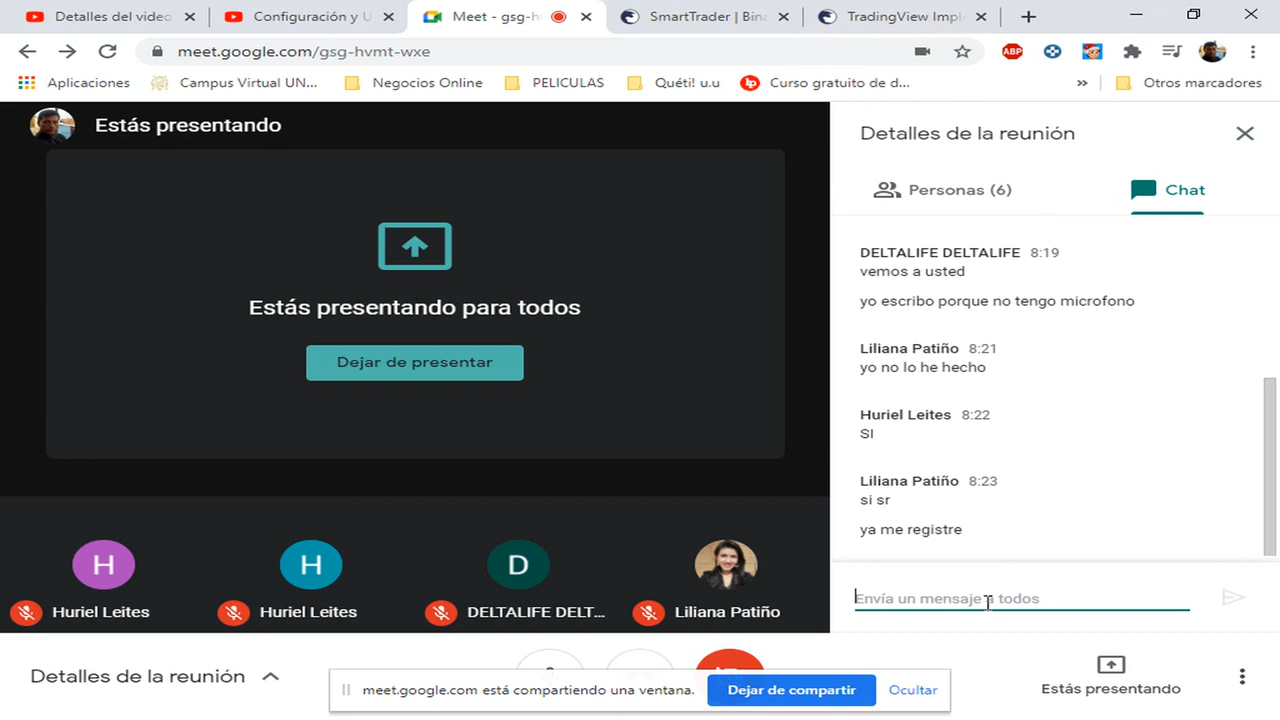 Detalles del video
Configuración y U
Meet - gsg-h
SmartTrader | Bin
TradingView Impl
meet.google.com/gsg-hvmt-wxe
ABP
Aplicaciones
Campus Virtual UN...
Negocios Online
PELICULAS
Quéti! u.u
Curso gratuito de d...
»
Otros marcadores
Estás presentando
Estás presentando para todos
Dejar de presentar
Detalles de la reunión
Personas (6)
Chat
DELTALIFE DELTALIFE 8:19
vemos a usted
yo escribo porque no tengo microfono
Liliana Patiño 8:21
yo no lo he hecho
Huriel Leites 8:22
SI
Liliana Patiño 8:23
si sr
ya me registre
Envía un mensaje a todos
H
H
D
Huriel Leites
Huriel Leites
DELTALIFE DELT...
Liliana Patiño
Detalles de la reunión
meet.google.com está compartiendo una ventana.
Dejar de compartir
Ocultar
Estás presentando